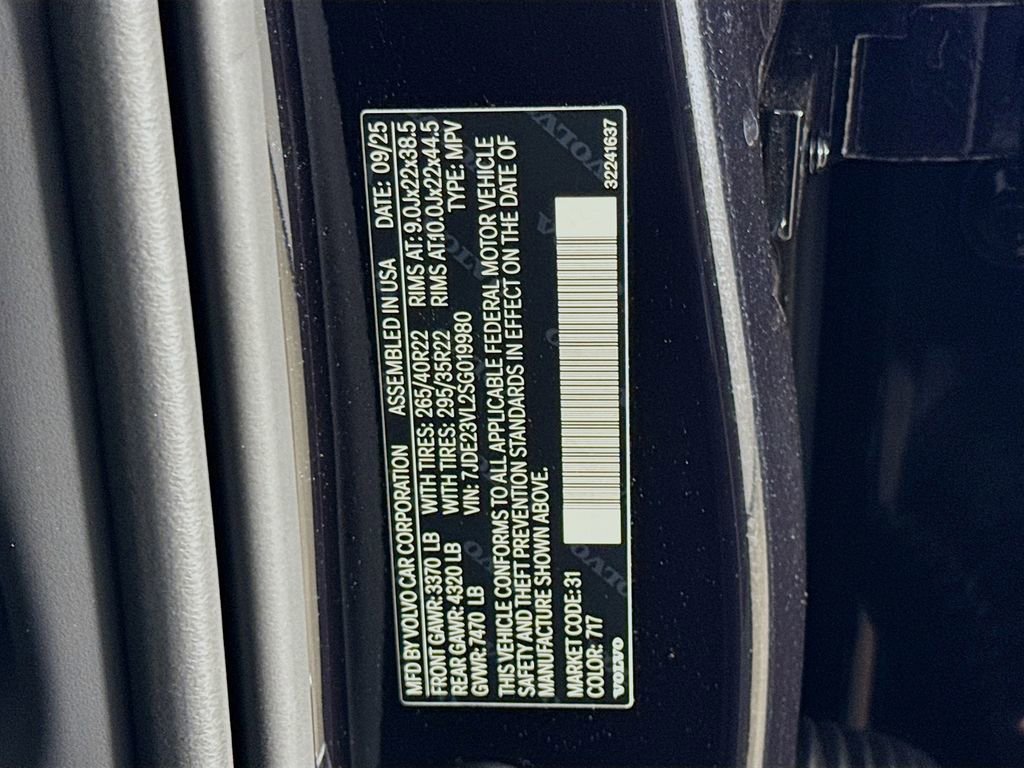 MFD BY VOLVO CAR CORPORATION ASSEMBLED IN USA DATE: 09/25
FRONT GAWR: 3370 LB WITH TIRES: 265/40R22 RIMS AT: 9.0Jx22x38.5
REAR GAWR: 4320 LB WITH TIRES: 295/35R22 RIMS AT:10.0Jx22x44.5
GVWR: 7470 LB VIN: 7JDE23VL2SG019980 TYPE: MPV
THIS VEHICLE CONFORMS TO ALL APPLICABLE FEDERAL MOTOR VEHICLE
SAFETY AND THEFT PREVENTION STANDARDS IN EFFECT ON THE DATE OF
MANUFACTURE SHOWN ABOVE.
MARKET CODE:31
COLOR: 717
VOLVO 32241637